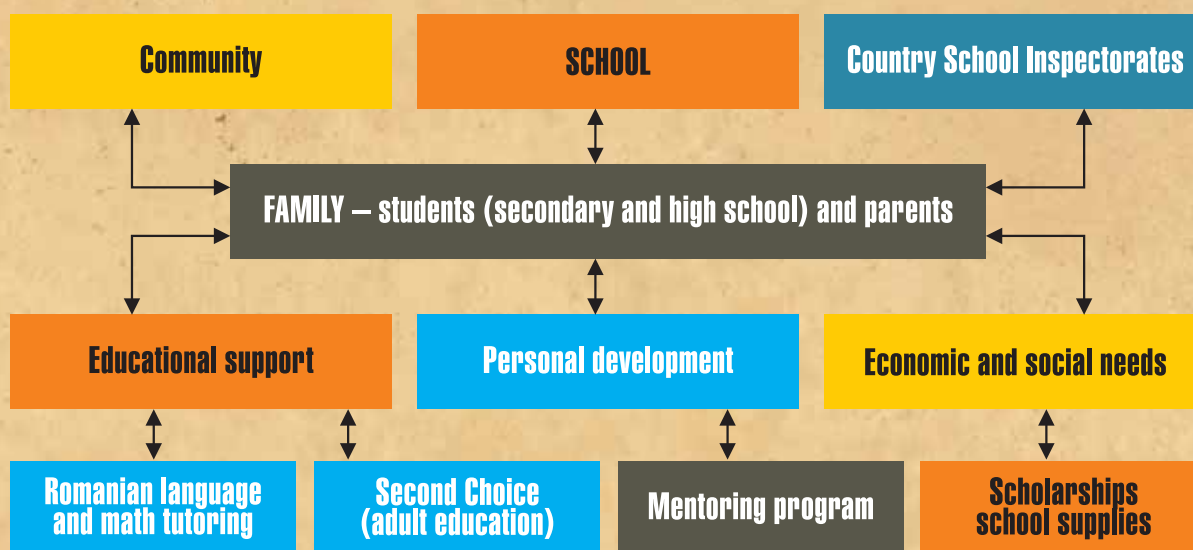 Community
SCHOOL
Country School Inspectorates
FAMILY – students (secondary and high school) and parents
Educational support
Personal development
Economic and social needs
Romanian language
and math tutoring
Second Choice
(adult education)
Mentoring program
Scholarships
school supplies